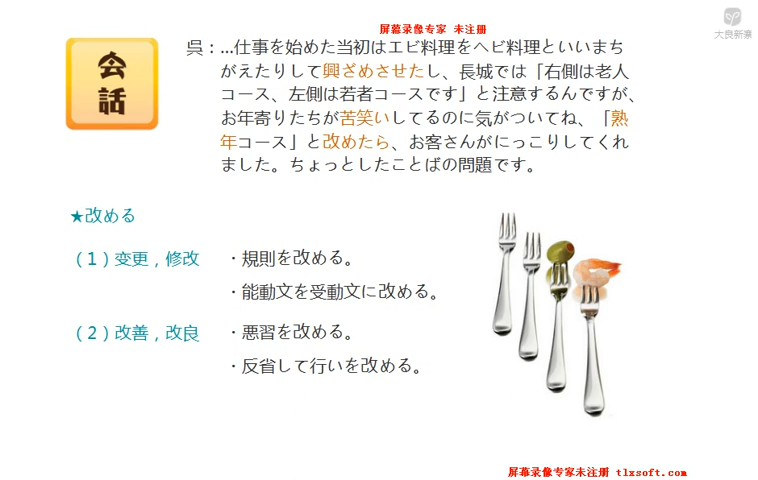 屏幕录像专家 未注册
大良新素
会話
呉：…仕事を始めた当初はエビ料理をヘビ料理といいまち
がえたりして興ざめさせたし、長城では「右側は老人
コース、左側は若者コースです」と注意するんですが、
お年寄りたちが苦笑いしてるのに気がついてね、「熟
年コース」と改めたら、お客さんがにっこりしてくれ
ました。ちょっとしたことばの問題です。
★改める
（1）变更，修改
・規則を改める。
・能動文を受動文に改める。
（2）改善，改良
・悪習を改める。
・反省して行いを改める。
屏幕录像专家未注册 tlxsoft.com